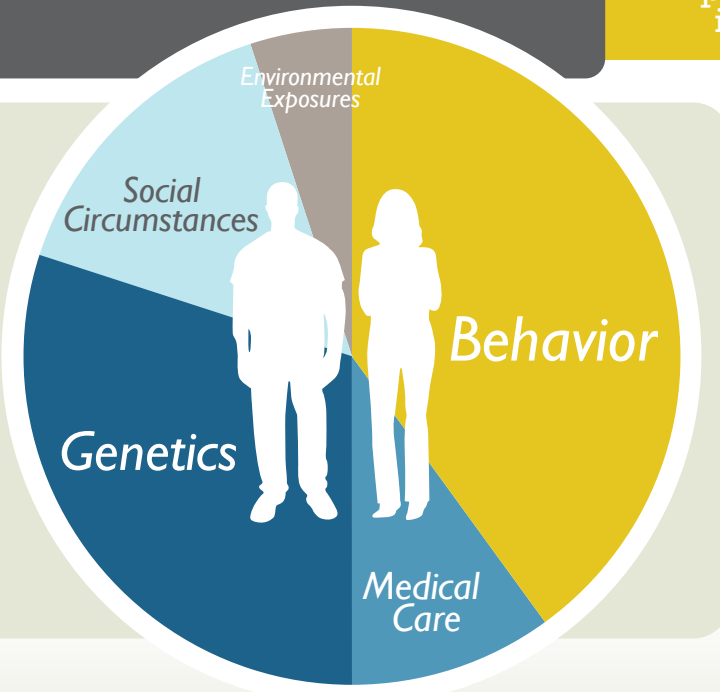 Environmental
Exposures
Social
Circumstances
Behavior
Genetics
Medical
Care